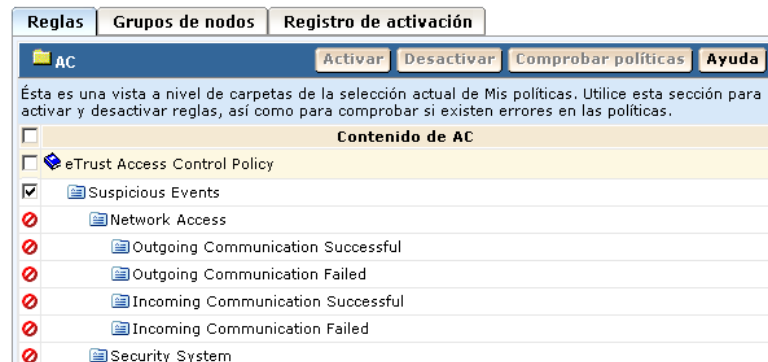 Reglas Grupos de nodos Registro de activación
AC Activar Desactivar Comprobar políticas Ayuda
Ésta es una vista a nivel de carpetas de la selección actual de Mis políticas. Utilice esta sección para
activar y desactivar reglas, así como para comprobar si existen errores en las políticas.
Contenido de AC
eTrust Access Control Policy
Suspicious Events
Network Access
Outgoing Communication Successful
Outgoing Communication Failed
Incoming Communication Successful
Incoming Communication Failed
Security System